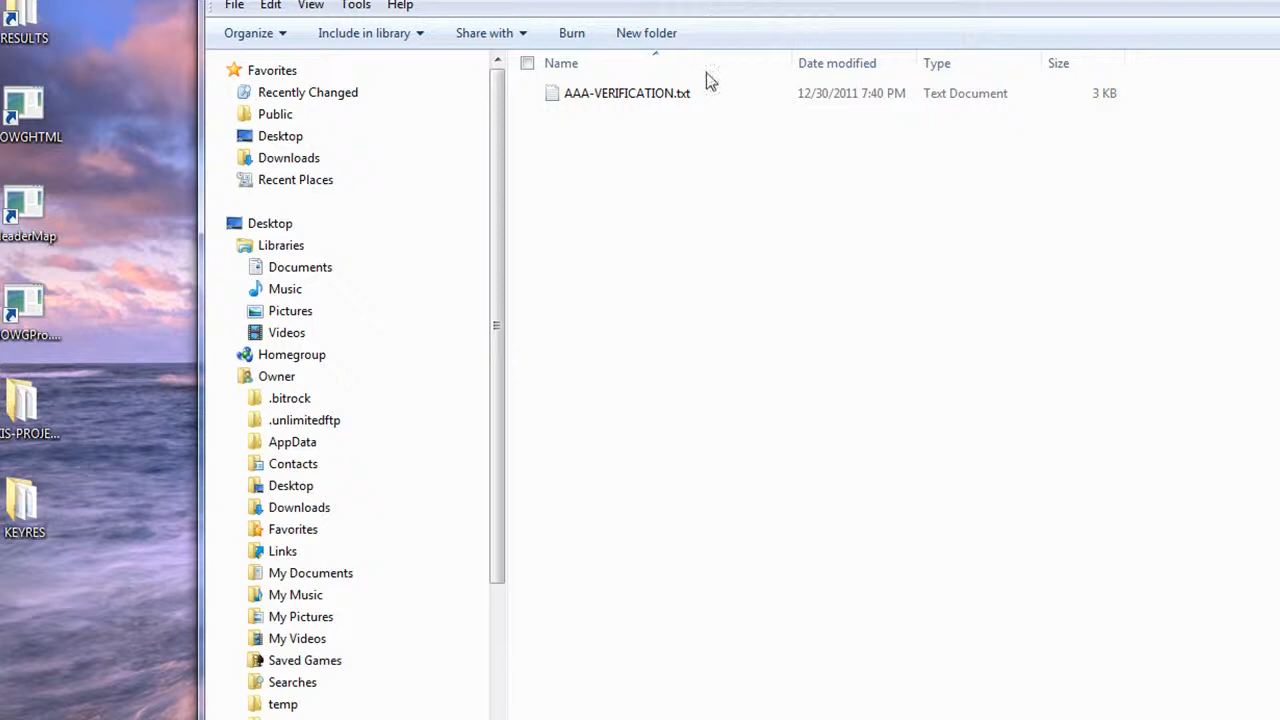 File Edit View Tools Help
Organize Include in library Share with Burn New folder
Name Date modified Type Size
AAA-VERIFICATION.txt 12/30/2011 7:40 PM Text Document 3 KB
Favorites
Recently Changed
Public
Desktop
Downloads
Recent Places
Desktop
Libraries
Documents
Music
Pictures
Videos
Homegroup
Owner
.bitrock
.unlimitedftp
AppData
Contacts
Desktop
Downloads
Favorites
Links
My Documents
My Music
My Pictures
My Videos
Saved Games
Searches
temp
RESULTS
OWGHTML
eaderMap
OWGPro....
IS-PROJE...
KEYRES